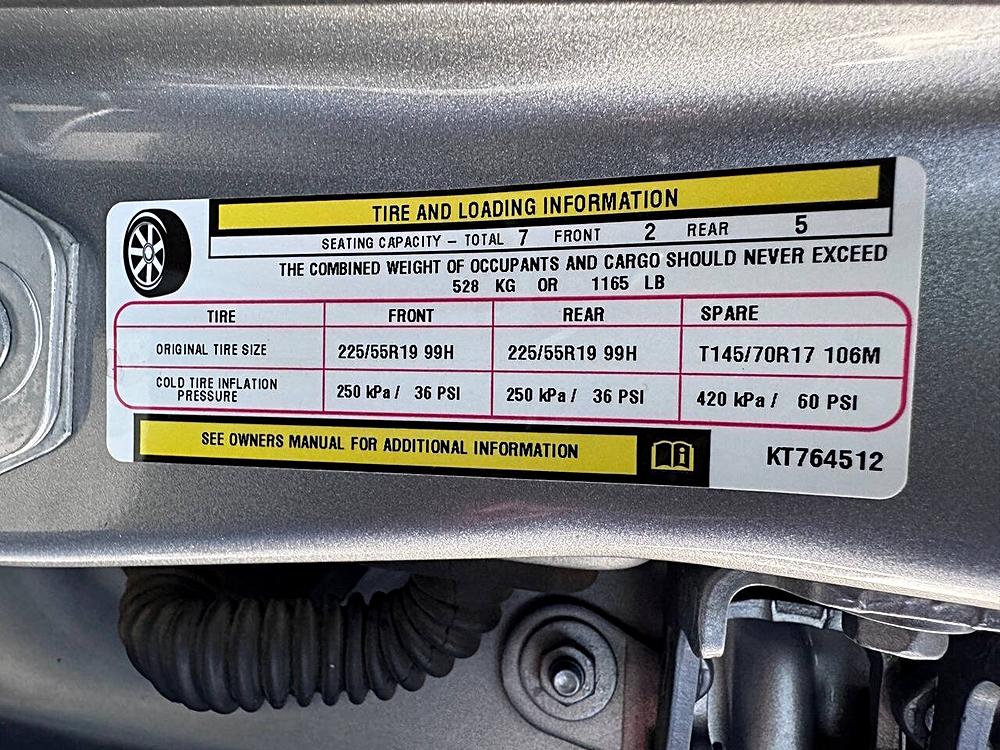 TIRE AND LOADING INFORMATION
SEATING CAPACITY – TOTAL 7 FRONT 2 REAR 5
THE COMBINED WEIGHT OF OCCUPANTS AND CARGO SHOULD NEVER EXCEED
528 KG OR 1165 LB
TIRE FRONT REAR SPARE
ORIGINAL TIRE SIZE 225/55R19 99H 225/55R19 99H T145/70R17 106M
COLD TIRE INFLATION
PRESSURE 250 kPa / 36 PSI 250 kPa / 36 PSI 420 kPa / 60 PSI
SEE OWNERS MANUAL FOR ADDITIONAL INFORMATION
KT764512